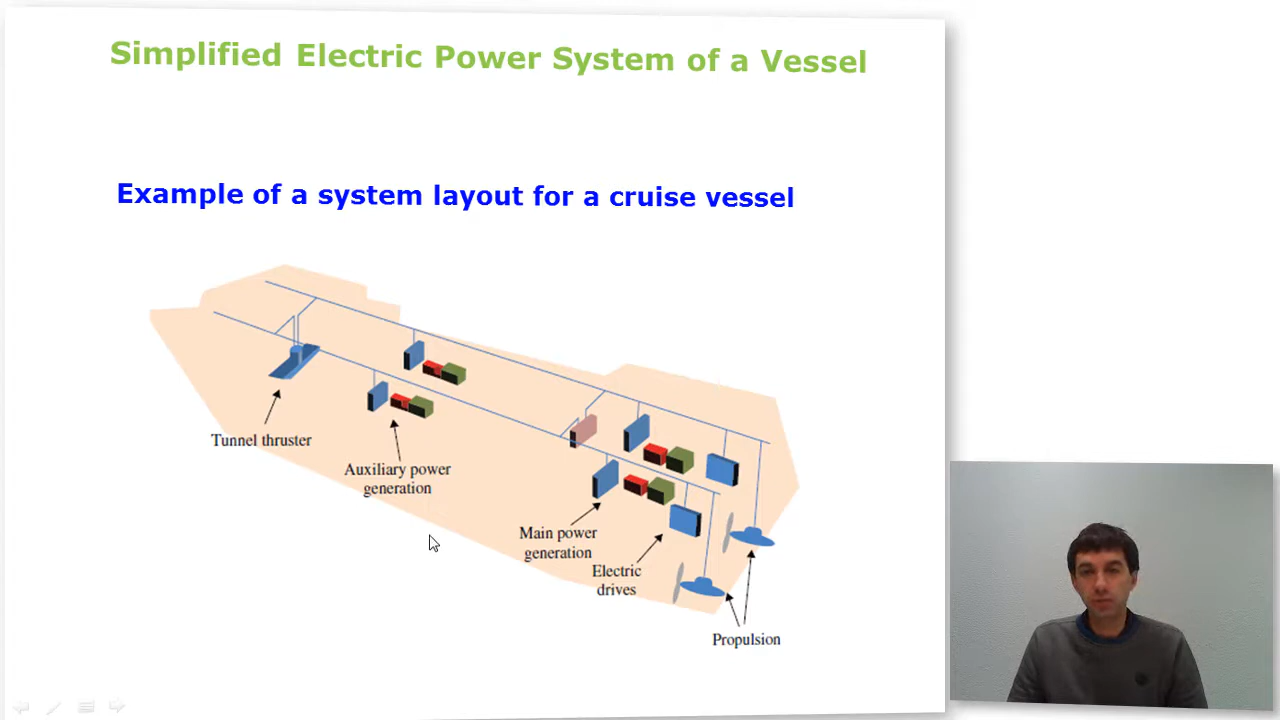 Simplified Electric Power System of a Vessel
Example of a system layout for a cruise vessel
Tunnel thruster
Auxiliary power
generation
Main power
generation
Electric
drives
Propulsion